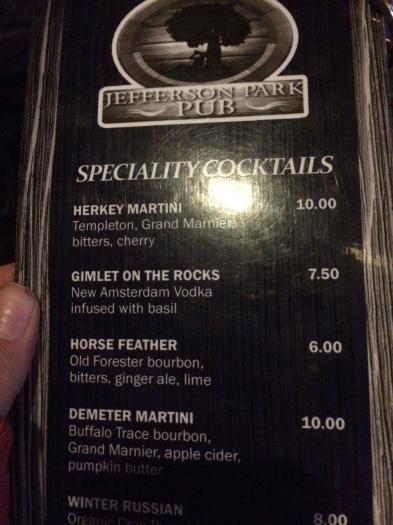 JEFFERSON PARK
PUB
SPECIALITY COCKTAILS
HERKEY MARTINI 10.00
Templeton, Grand Marnier,
bitters, cherry
GIMLET ON THE ROCKS 7.50
New Amsterdam Vodka
infused with basil
HORSE FEATHER 6.00
Old Forester bourbon,
bitters, ginger ale, lime
DEMETER MARTINI 10.00
Buffalo Trace bourbon,
Grand Marnier, apple cider,
pumpkin butter
WINTER RUSSIAN 8.00
Organic